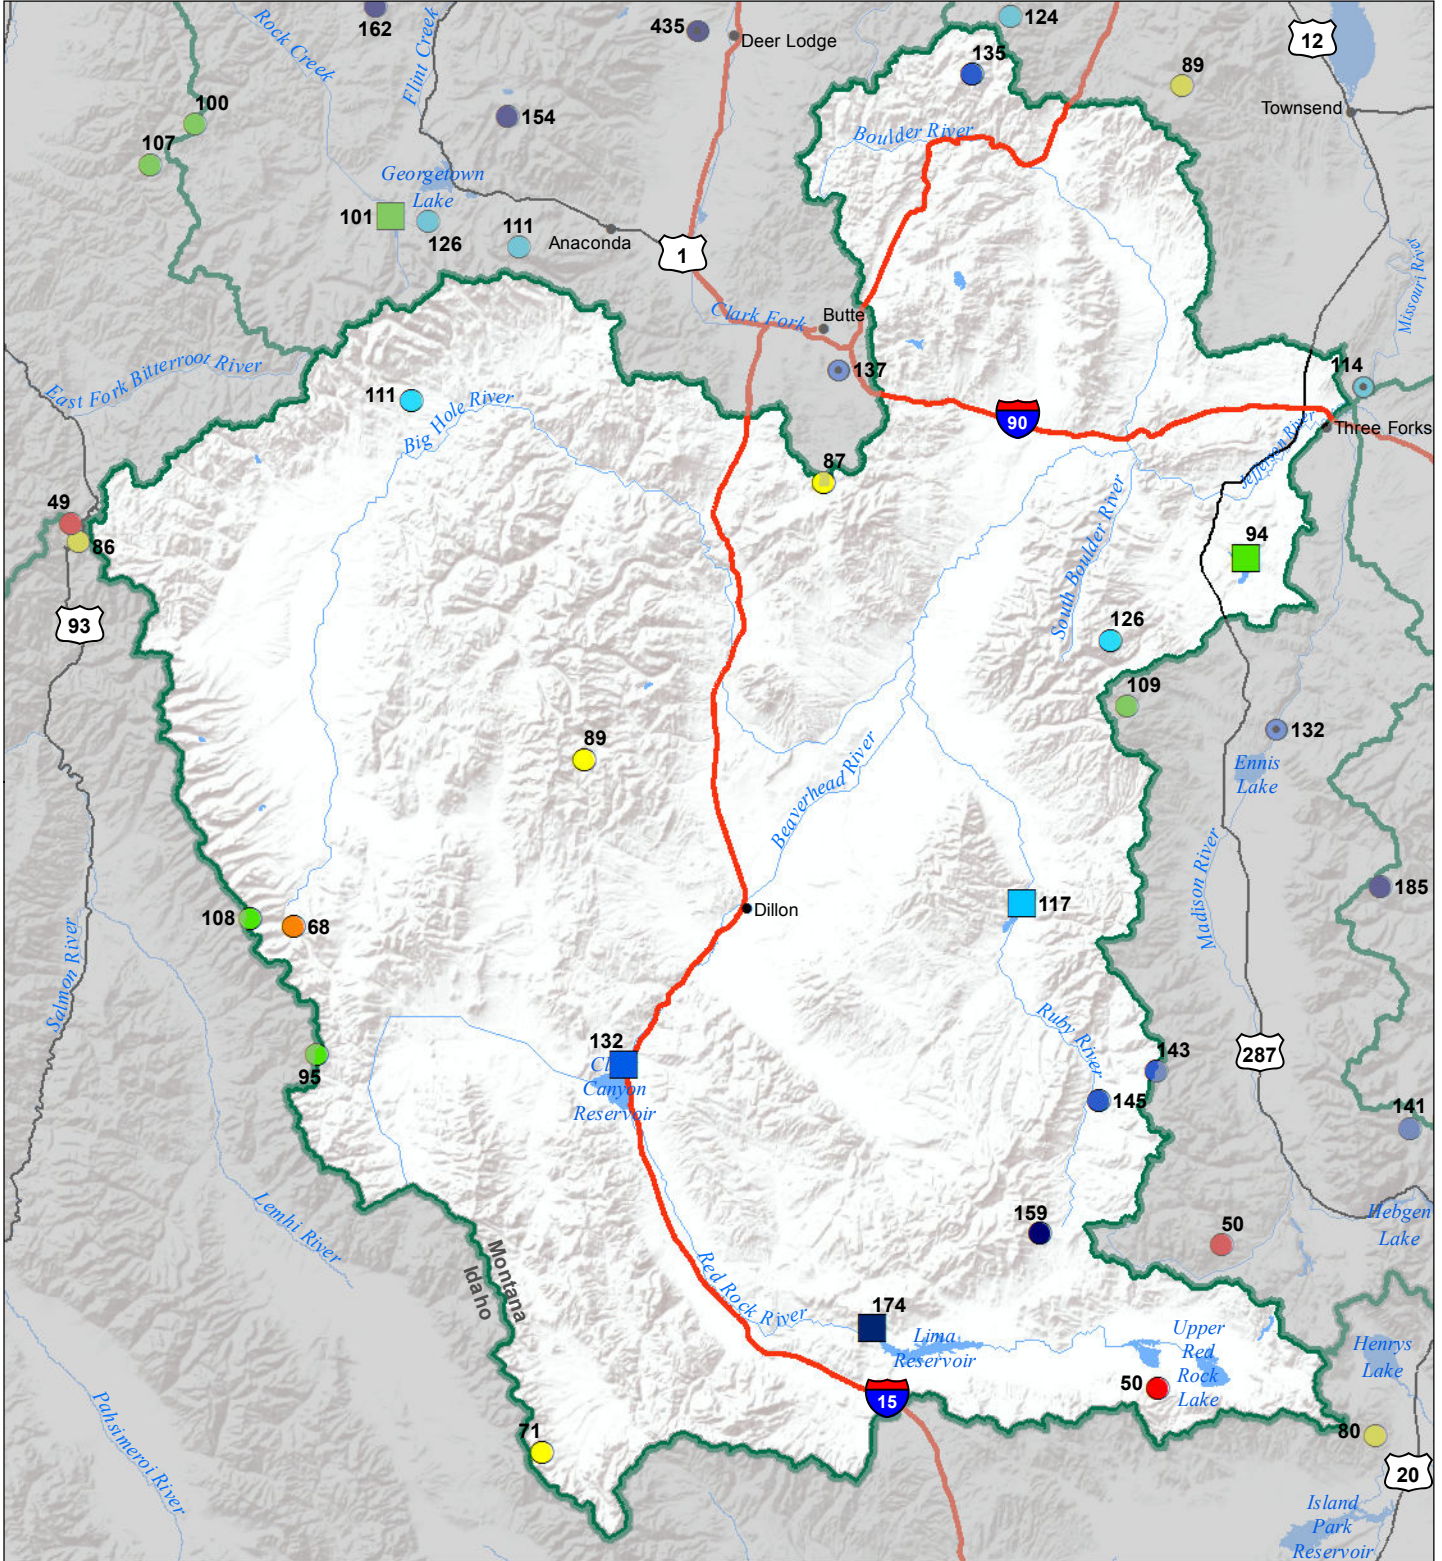 162
Rock Creek
Flint Creek
435
Deer Lodge
124
12
135
89
Townsend
100
154
107
Boulder River
Georgetown
Lake
101
126
111
Anaconda
1
Missouri River
Clark Fork
Butte
East Fork Bitterroot River
137
114
111
Big Hole River
90
Three Forks
Jefferson River
87
South Boulder River
49
86
94
93
126
109
132
Ennis
Lake
89
Beaverhead River
Madison River
185
108
68
Dillon
117
Salmon River
Ruby River
132
Cl
Canyon
Reservoir
95
143
287
145
141
Lemhi River
159
50
Hebgen
Lake
Montana
Idaho
Red Rock River
174
Lima
Reservoir
Upper
Red
Rock
Lake
Henrys
Lake
50
15
Pahsimeroi River
71
80
20
Island
Park
Reservoir